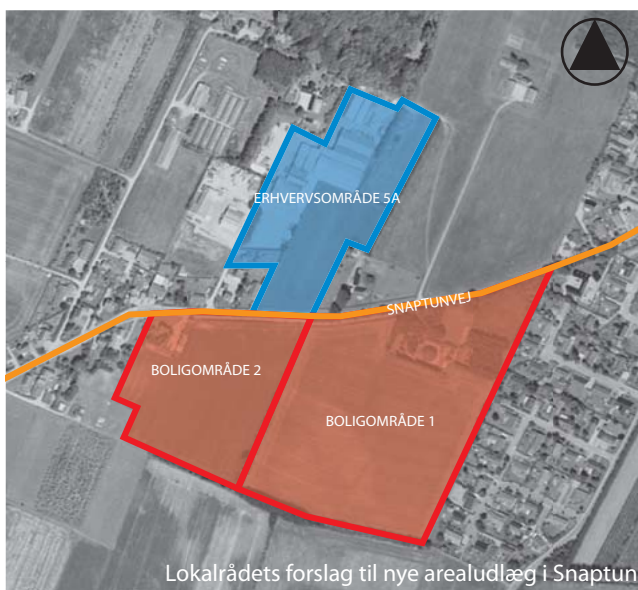 ERHVERVSOMRÅDE 5A
SNAPTUNVEJ
BOLIGOMRÅDE 2
BOLIGOMRÅDE 1
Lokalrådets forslag til nye arealudlæg i Snaptun